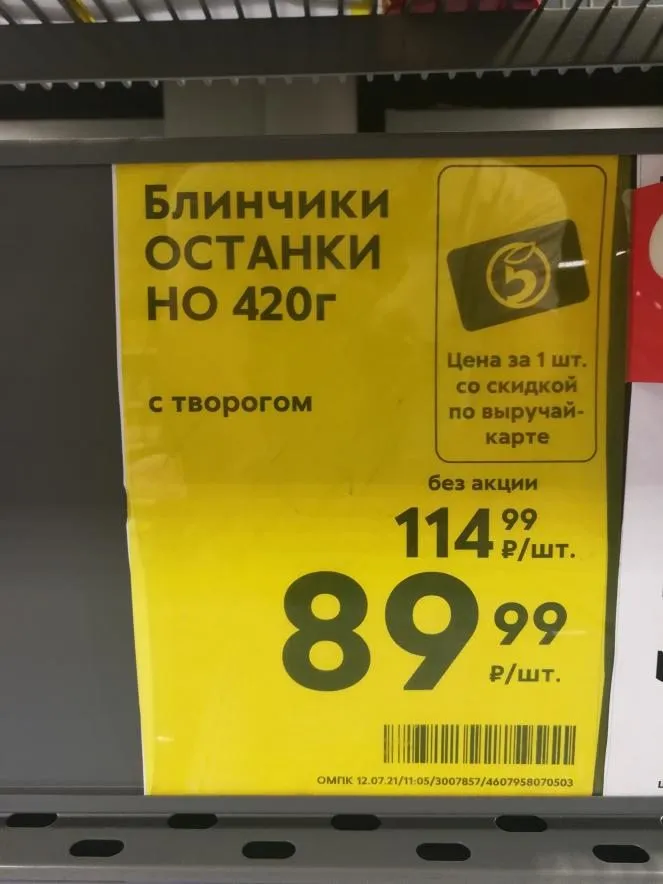 Блинчики
ОСТАНКИ
НО 420г
с творогом
5
Цена за 1 шт.
со скидкой
по выручай-
карте
без акции
114 99
₽/шт.
89 99
₽/шт.
ОМПК 12.07.21/11:05/3007857/4607958070503